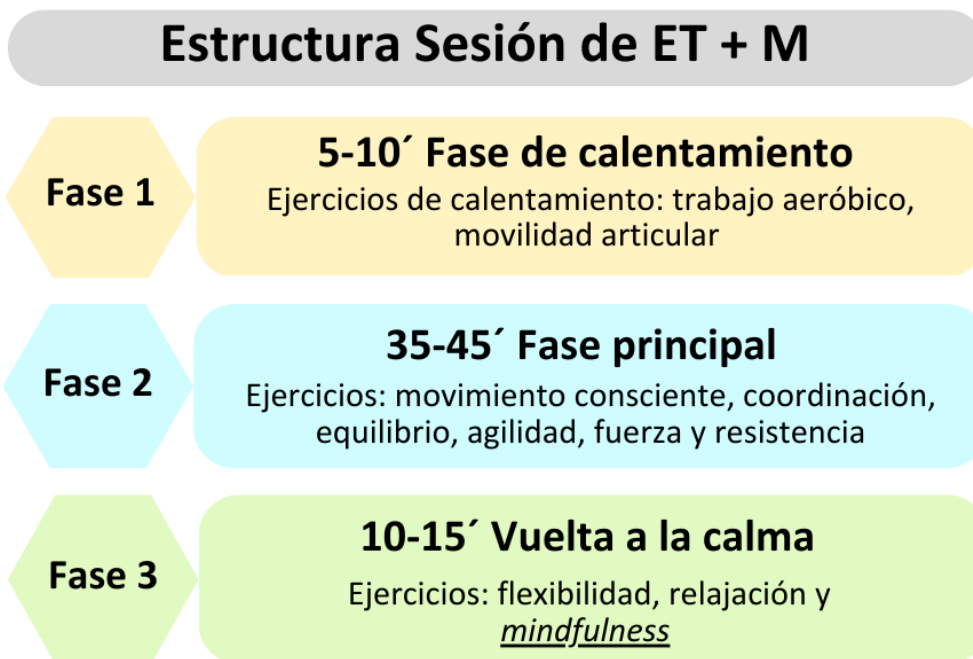 Estructura Sesión de ET + M
Fase 1
5-10´ Fase de calentamiento
Ejercicios de calentamiento: trabajo aeróbico,
movilidad articular
Fase 2
35-45´ Fase principal
Ejercicios: movimiento consciente, coordinación,
equilibrio, agilidad, fuerza y resistencia
Fase 3
10-15´ Vuelta a la calma
Ejercicios: flexibilidad, relajación y
mindfulness